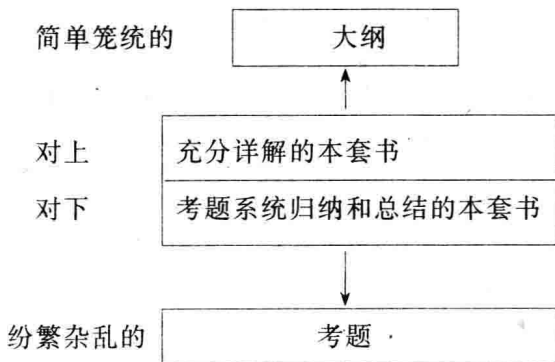 简单笼统的 大纲
对上 充分详解的本套书
对下 考题系统归纳和总结的本套书
纷繁杂乱的 考题